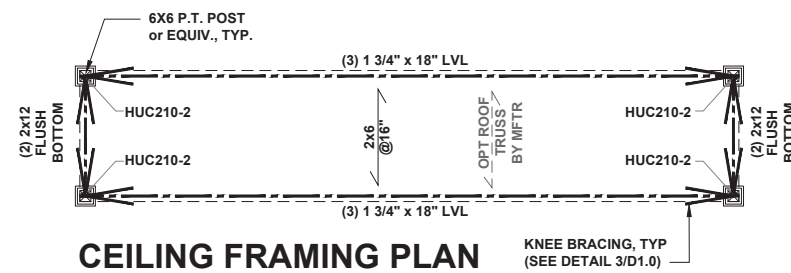 6X6 P.T. POST
or EQUIV., TYP.
(3) 1 3/4" x 18" LVL
(2) 2x12
FLUSH
BOTTOM
HUC210-2
HUC210-2
2x6
@16"
OPT ROOF
TRUSS
BY MFTR
HUC210-2
HUC210-2
(2) 2x12
FLUSH
BOTTOM
(3) 1 3/4" x 18" LVL
CEILING FRAMING PLAN
KNEE BRACING, TYP
(SEE DETAIL 3/D1.0)